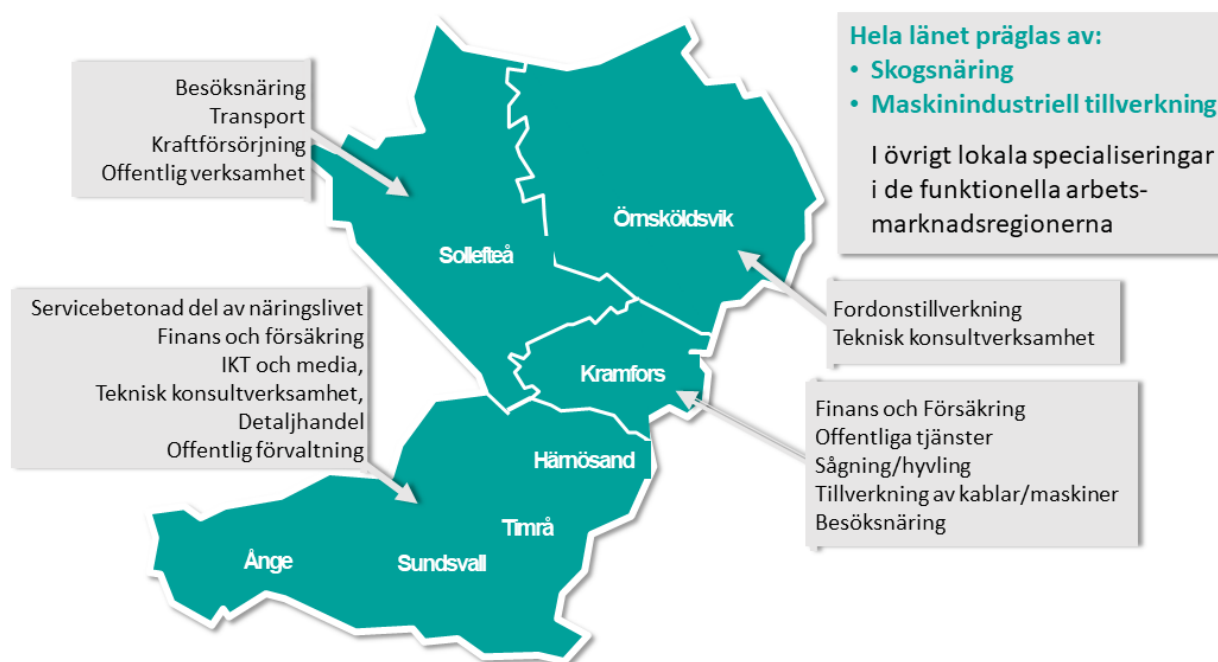 Hela länet präglas av:
• Skogsnäring
• Maskinindustriell tillverkning
I övrigt lokala specialiseringar
i de funktionella arbets-
marknadsregionerna
Besöksnäring
Transport
Kraftförsörjning
Offentlig verksamhet
Örnsköldsvik
Sollefteå
Servicebetonad del av näringslivet
Finans och försäkring
IKT och media,
Teknisk konsultverksamhet,
Detaljhandel
Offentlig förvaltning
Fordonstillverkning
Teknisk konsultverksamhet
Kramfors
Finans och Försäkring
Offentliga tjänster
Sågning/hyvling
Tillverkning av kablar/maskiner
Besöksnäring
Härnösand
Timrå
Ånge
Sundsvall